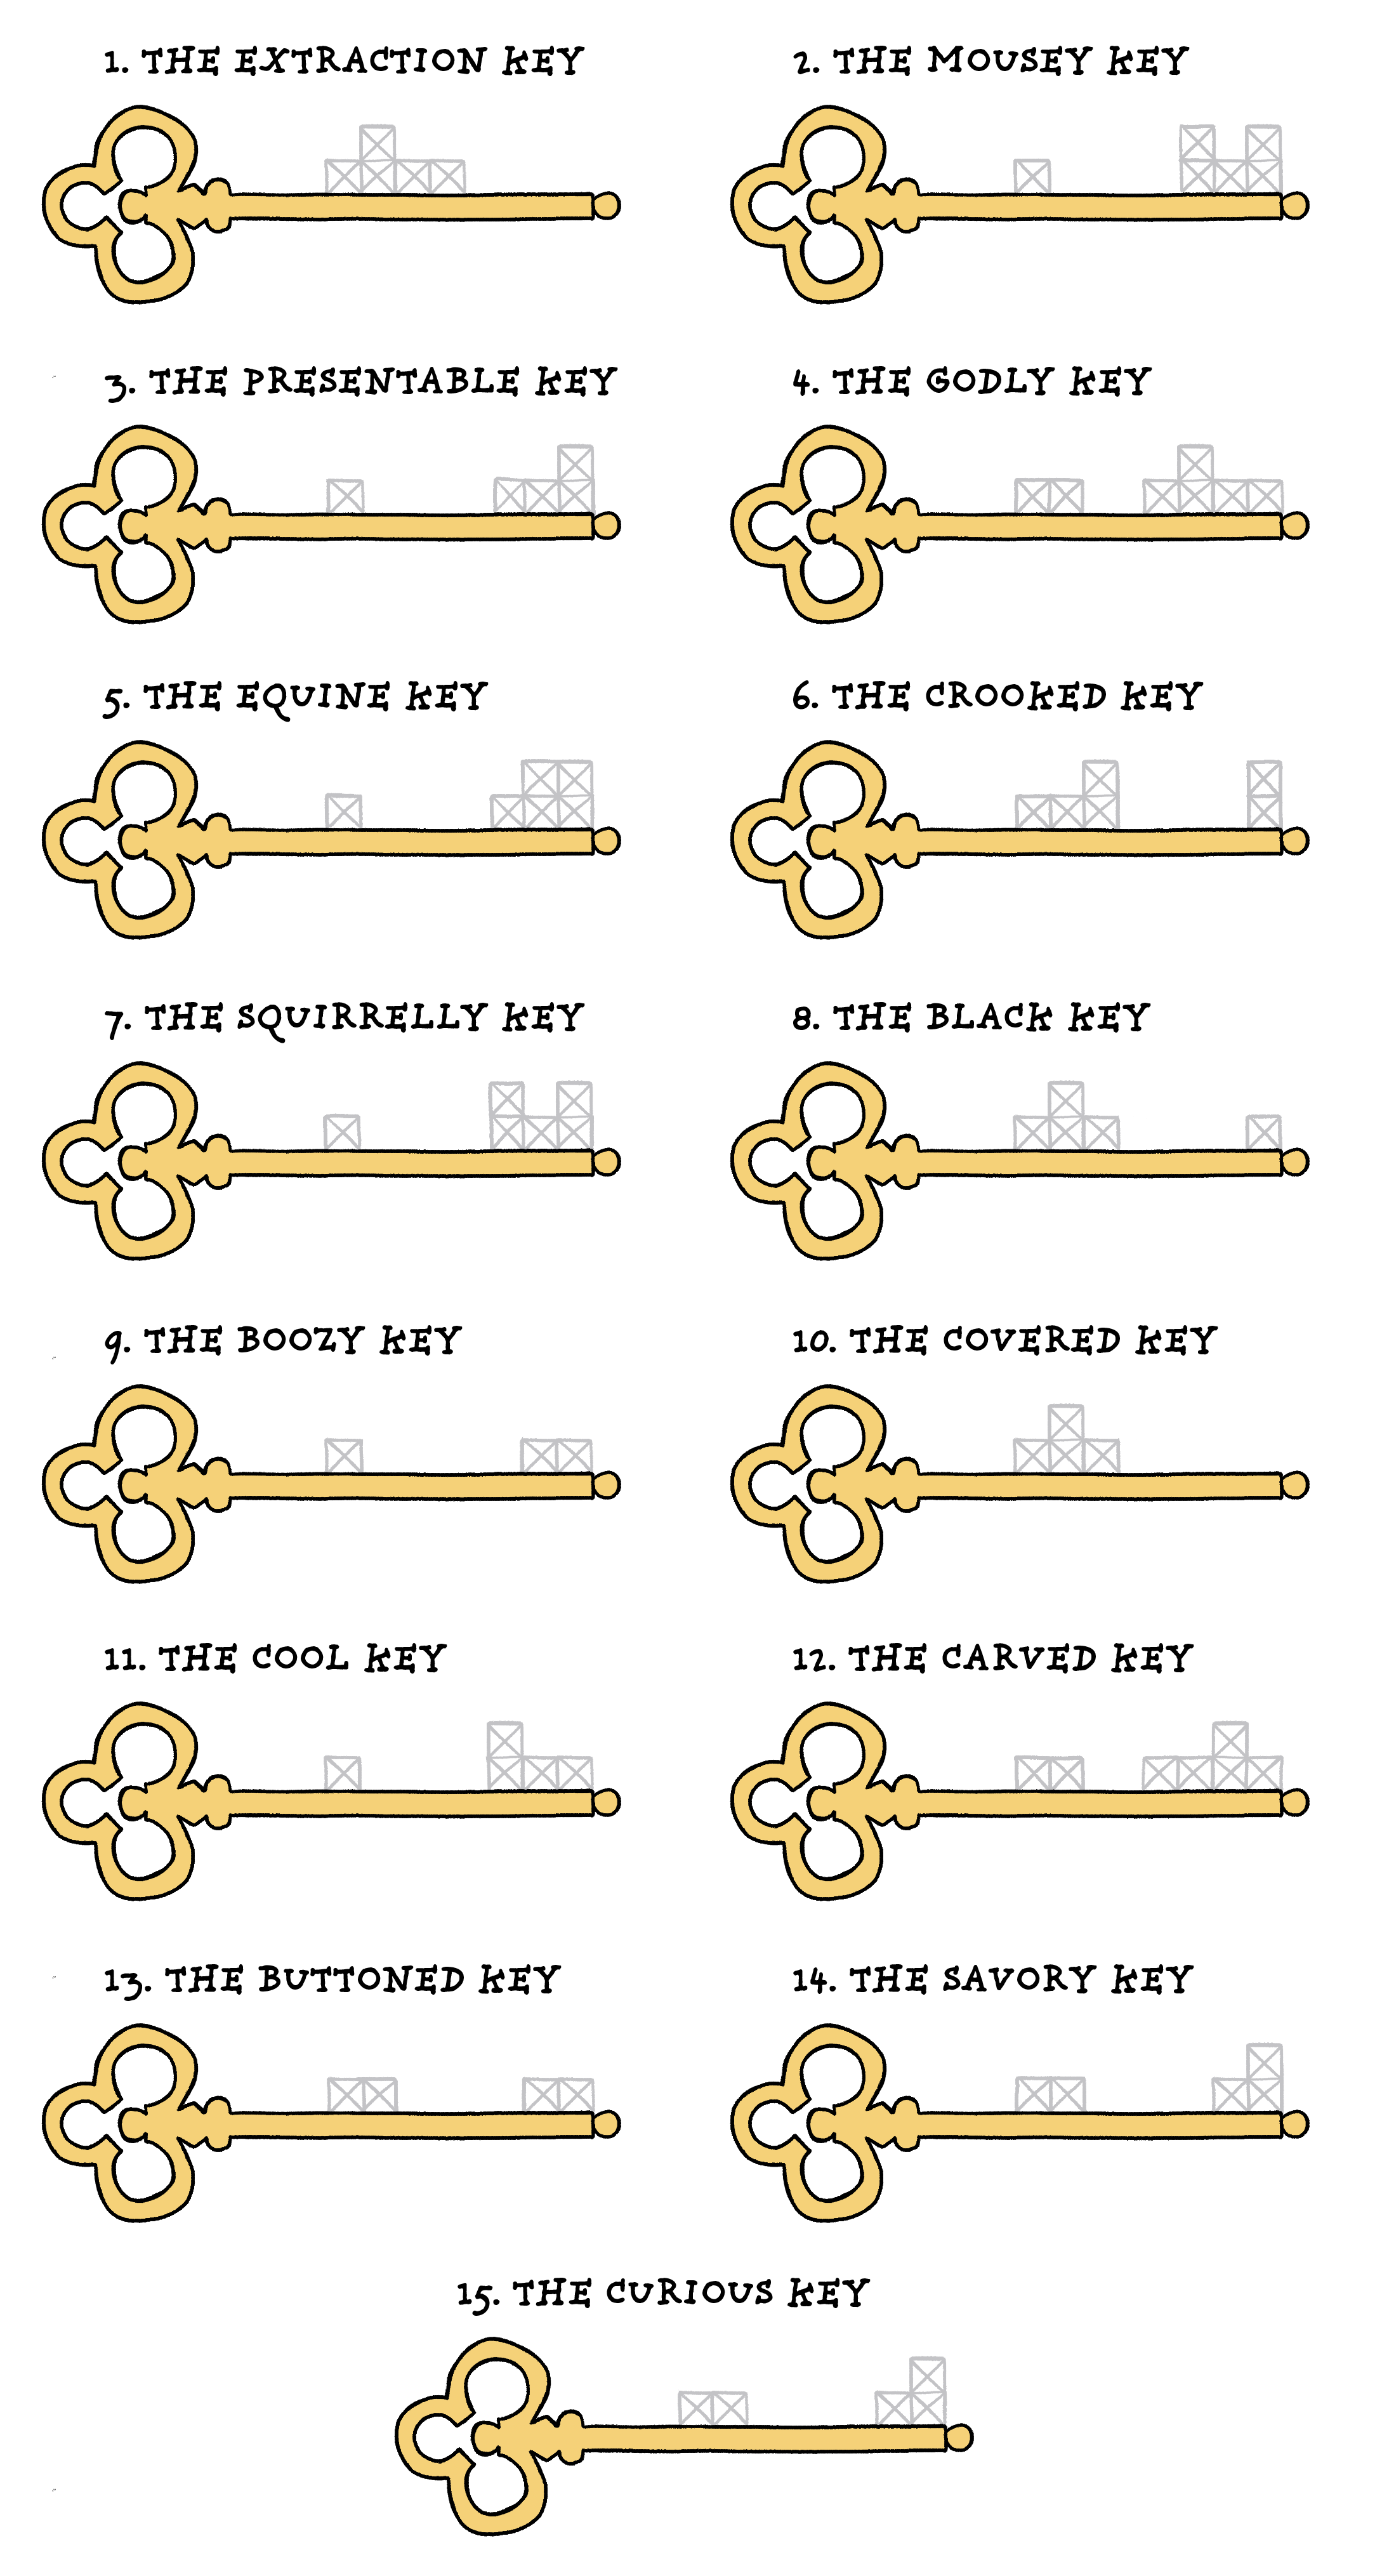 1. THE EXTRACTION KEY
2. THE MOUSEY KEY
3. THE PRESENTABLE KEY
4. THE GODLY KEY
5. THE EQUINE KEY
6. THE CROOKED KEY
7. THE SQUIRRELLY KEY
8. THE BLACK KEY
9. THE BOOZY KEY
10. THE COVERED KEY
11. THE COOL KEY
12. THE CARVED KEY
13. THE BUTTONED KEY
14. THE SAVORY KEY
15. THE CURIOUS KEY